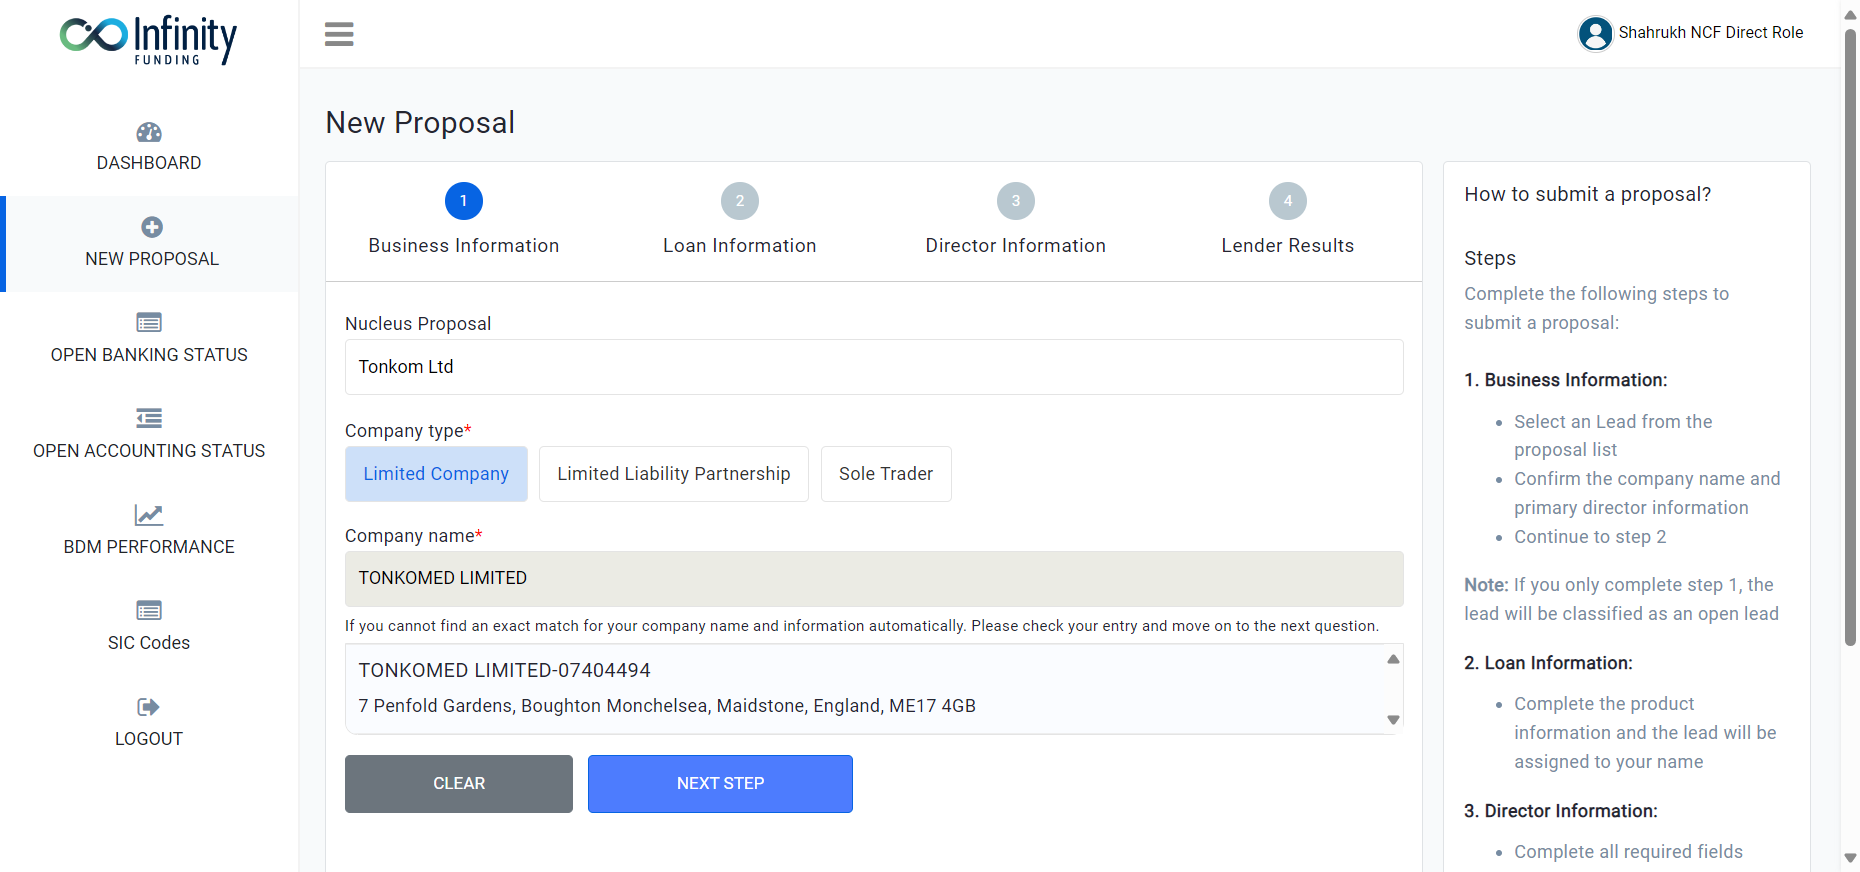 Infinity
FUNDING
Shahrukh NCF Direct Role
DASHBOARD
NEW PROPOSAL
OPEN BANKING STATUS
OPEN ACCOUNTING STATUS
BDM PERFORMANCE
SIC Codes
LOGOUT
New Proposal
1
2
3
4
Business Information
Loan Information
Director Information
Lender Results
Nucleus Proposal
Tonkom Ltd
Company type*
Limited Company
Limited Liability Partnership
Sole Trader
Company name*
TONKOMED LIMITED
If you cannot find an exact match for your company name and information automatically. Please check your entry and move on to the next question.
TONKOMED LIMITED-07404494
7 Penfold Gardens, Boughton Monchelsea, Maidstone, England, ME17 4GB
CLEAR
NEXT STEP
How to submit a proposal?
Steps
Complete the following steps to
submit a proposal:
1. Business Information:
• Select an Lead from the
proposal list
• Confirm the company name and
primary director information
• Continue to step 2
Note: If you only complete step 1, the
lead will be classified as an open lead
2. Loan Information:
• Complete the product
information and the lead will be
assigned to your name
3. Director Information:
• Complete all required fields